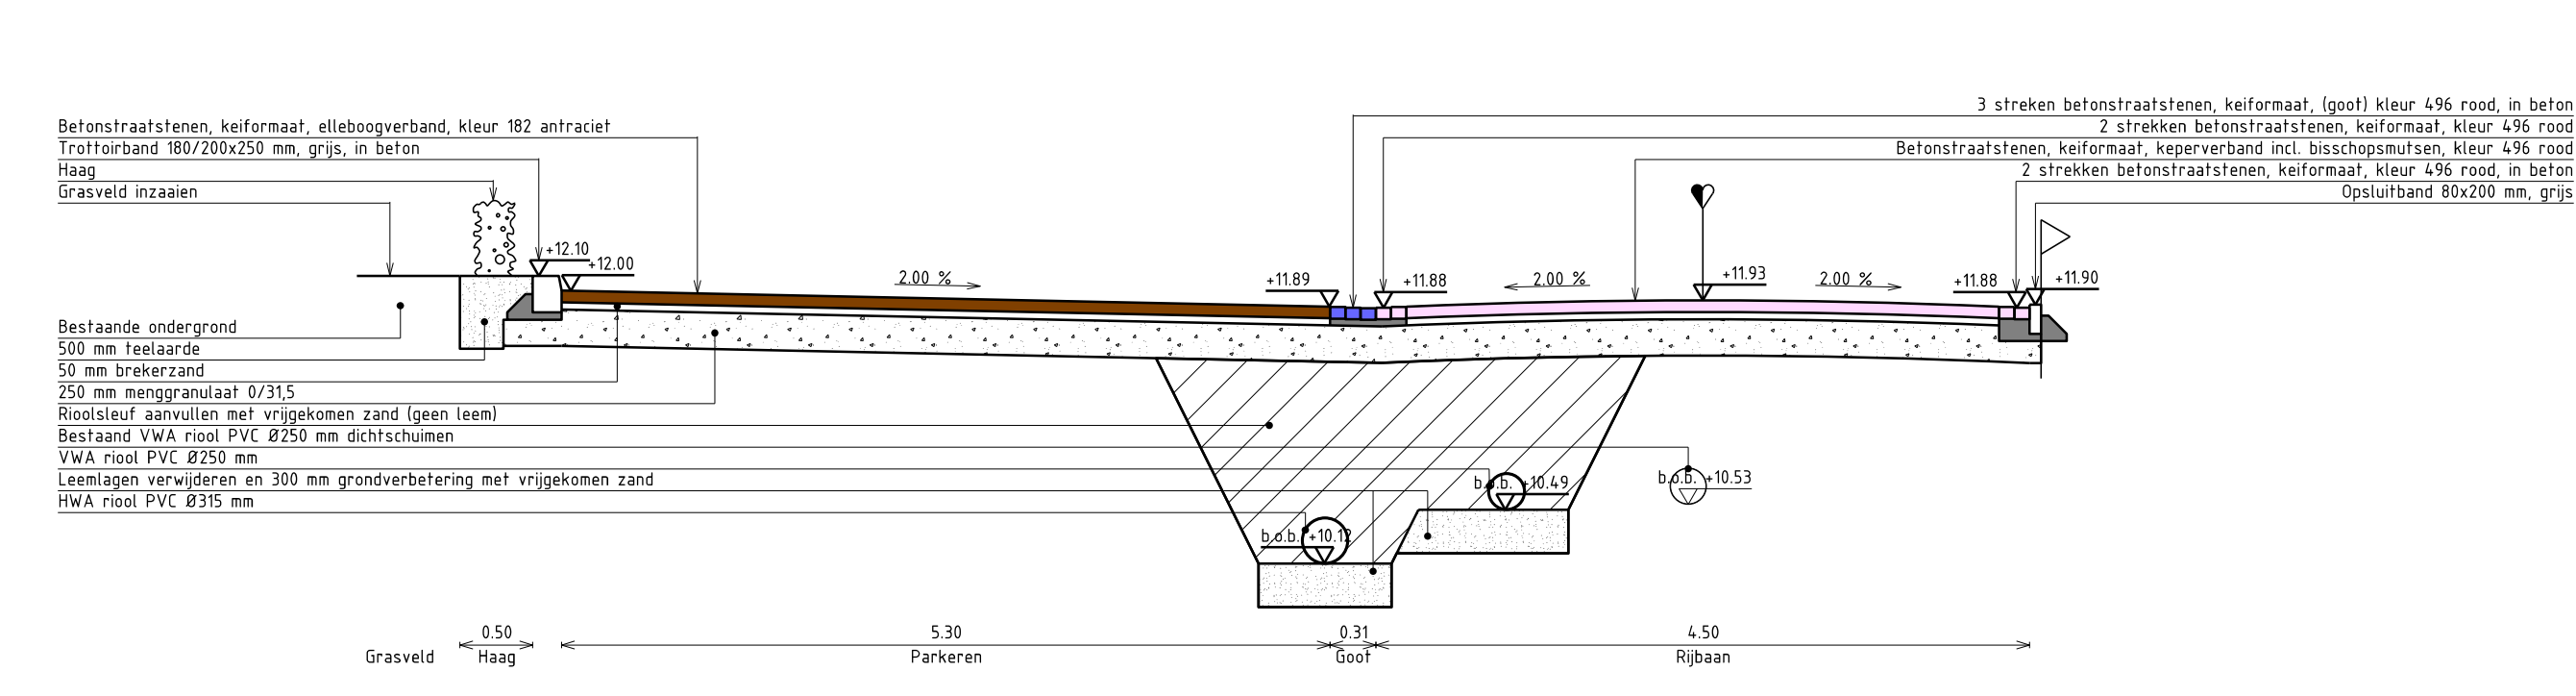 3 streken betonstraatstenen, keiformaat, (goot) kleur 496 rood, in beton
Betonstraatstenen, keiformaat, elleboogverband, kleur 182 antraciet
2 strekken betonstraatstenen, keiformaat, kleur 496 rood
Trottoirband 180/200x250 mm, grijs, in beton
Betonstraatstenen, keiformaat, keperverband incl. bisschopsmutsen, kleur 496 rood
Haag
2 strekken betonstraatstenen, keiformaat, kleur 496 rood, in beton
Grasveld inzaaien
Opsluitband 80x200 mm, grijs
+12.10
+12.00
2.00 %
+11.89
+11.88
2.00 %
+11.93
2.00 %
+11.88
+11.90
Bestaande ondergrond
500 mm teelaarde
50 mm brekerzand
250 mm menggranulaat 0/31,5
Rioolsleuf aanvullen met vrijgekomen zand (geen leem)
Bestaand VWA riool PVC Ø250 mm dichtschuimen
VWA riool PVC Ø250 mm
Leemlagen verwijderen en 300 mm grondverbetering met vrijgekomen zand
HWA riool PVC Ø315 mm
b.o.b. +10.53
b.o.b. +10.49
b.o.b. +10.12
0.50
5.30
0.31
4.50
Grasveld
Haag
Parkeren
Goot
Rijbaan